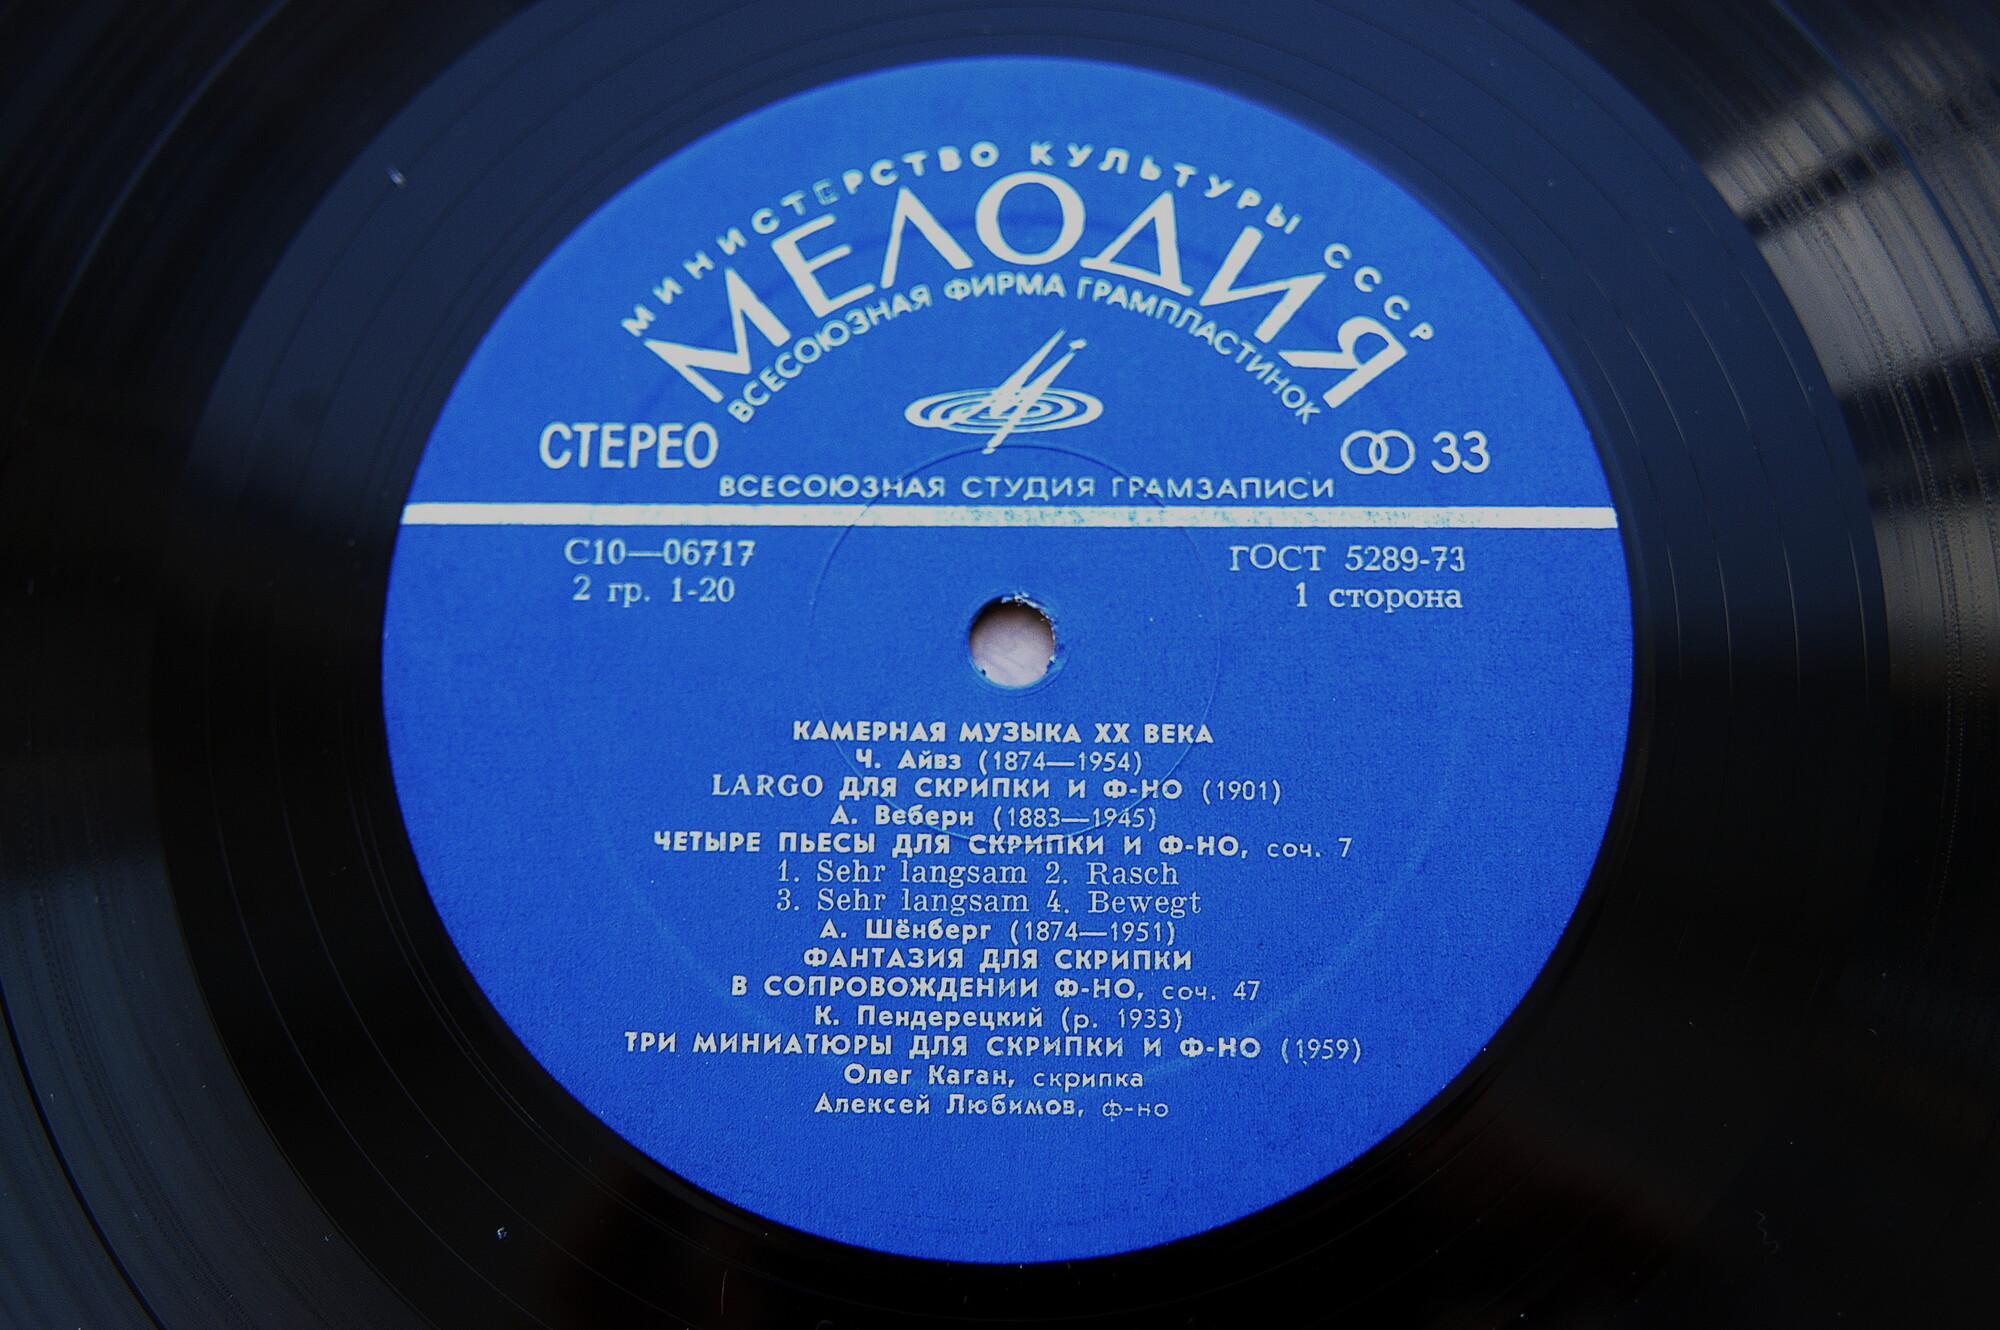 МИНИСТЕРСТВО КУЛЬТУРЫ СССР
МЕЛОДИЯ
ВСЕСОЮЗНАЯ ФИРМА ГРАМПЛАСТИНОК
СТЕРЕО
33
ВСЕСОЮЗНАЯ СТУДИЯ ГРАМЗАПИСИ
С10—06717
ГОСТ 5289-73
2 гр. 1-20
1 сторона
КАМЕРНАЯ МУЗЫКА XX ВЕКА
Ч. Айвз (1874—1954)
LARGO ДЛЯ СКРИПКИ И Ф-НО (1901)
А. Веберн (1883—1945)
ЧЕТЫРЕ ПЬЕСЫ ДЛЯ СКРИПКИ И Ф-НО, соч. 7
1. Sehr langsam 2. Rasch
3. Sehr langsam 4. Bewegt
А. Шёнберг (1874—1951)
ФАНТАЗИЯ ДЛЯ СКРИПКИ
В СОПРОВОЖДЕНИИ Ф-НО, соч. 47
К. Пендерецкий (р. 1933)
ТРИ МИНИАТЮРЫ ДЛЯ СКРИПКИ И Ф-НО (1959)
Олег Каган, скрипка
Алексей Любимов, ф-но